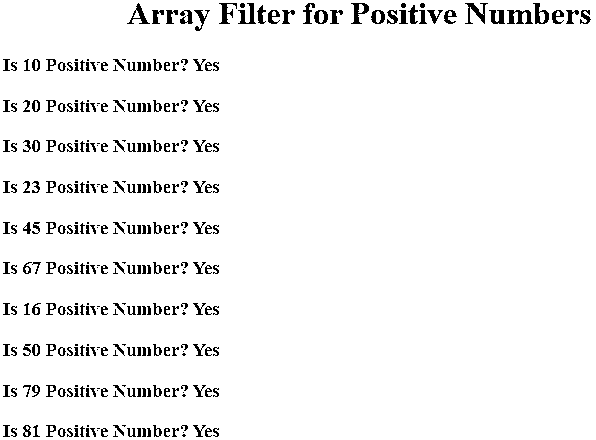 Array Filter for Positive Numbers
Is 10 Positive Number? Yes
Is 20 Positive Number? Yes
Is 30 Positive Number? Yes
Is 23 Positive Number? Yes
Is 45 Positive Number? Yes
Is 67 Positive Number? Yes
Is 16 Positive Number? Yes
Is 50 Positive Number? Yes
Is 79 Positive Number? Yes
Is 81 Positive Number? Yes